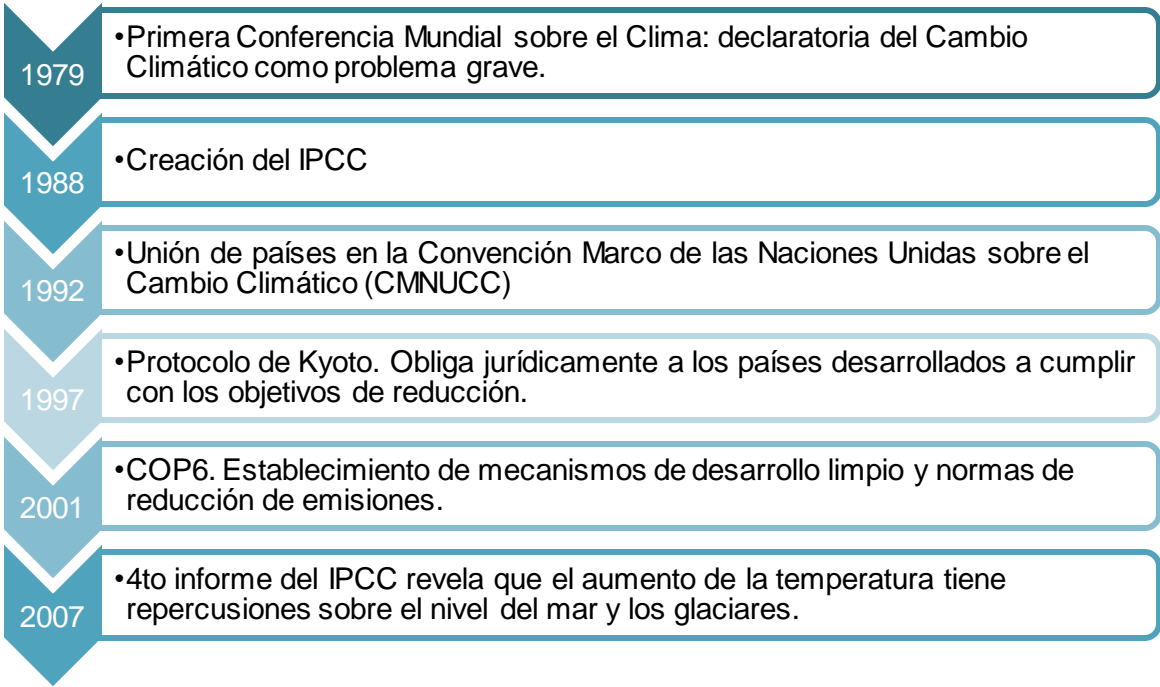 1979
•Primera Conferencia Mundial sobre el Clima: declaratoria del Cambio
Climático como problema grave.
1988
•Creación del IPCC
1992
•Unión de países en la Convención Marco de las Naciones Unidas sobre el
Cambio Climático (CMNUCC)
1997
•Protocolo de Kyoto. Obliga jurídicamente a los países desarrollados a cumplir
con los objetivos de reducción.
2001
•COP6. Establecimiento de mecanismos de desarrollo limpio y normas de
reducción de emisiones.
2007
•4to informe del IPCC revela que el aumento de la temperatura tiene
repercusiones sobre el nivel del mar y los glaciares.